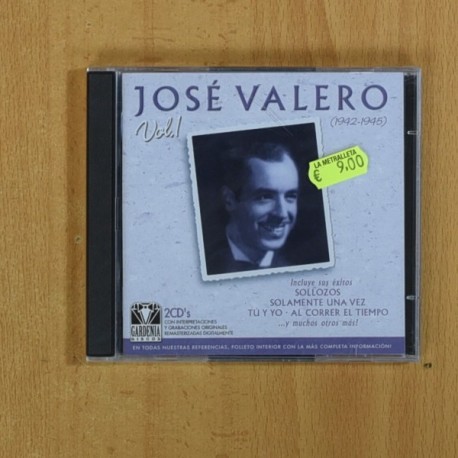 JOSÉ VALERO
Vol.1
(1942-1945)
LA METRALLETA
€ 9,00
Incluye sus éxitos
SOLLOZOS
SOLAMENTE UNA VEZ
TU Y YO · AL CORRER EL TIEMPO
...y muchos otros más!
GARDENIA
DISCOS
2CD's
CON INTERPRETACIONES
Y GRABACIONES ORIGINALES
REMASTERIZADAS DIGITALMENTE
EN TODAS NUESTRAS REFERENCIAS, FOLLETO INTERIOR CON LA MÁS COMPLETA INFORMACIÓN!